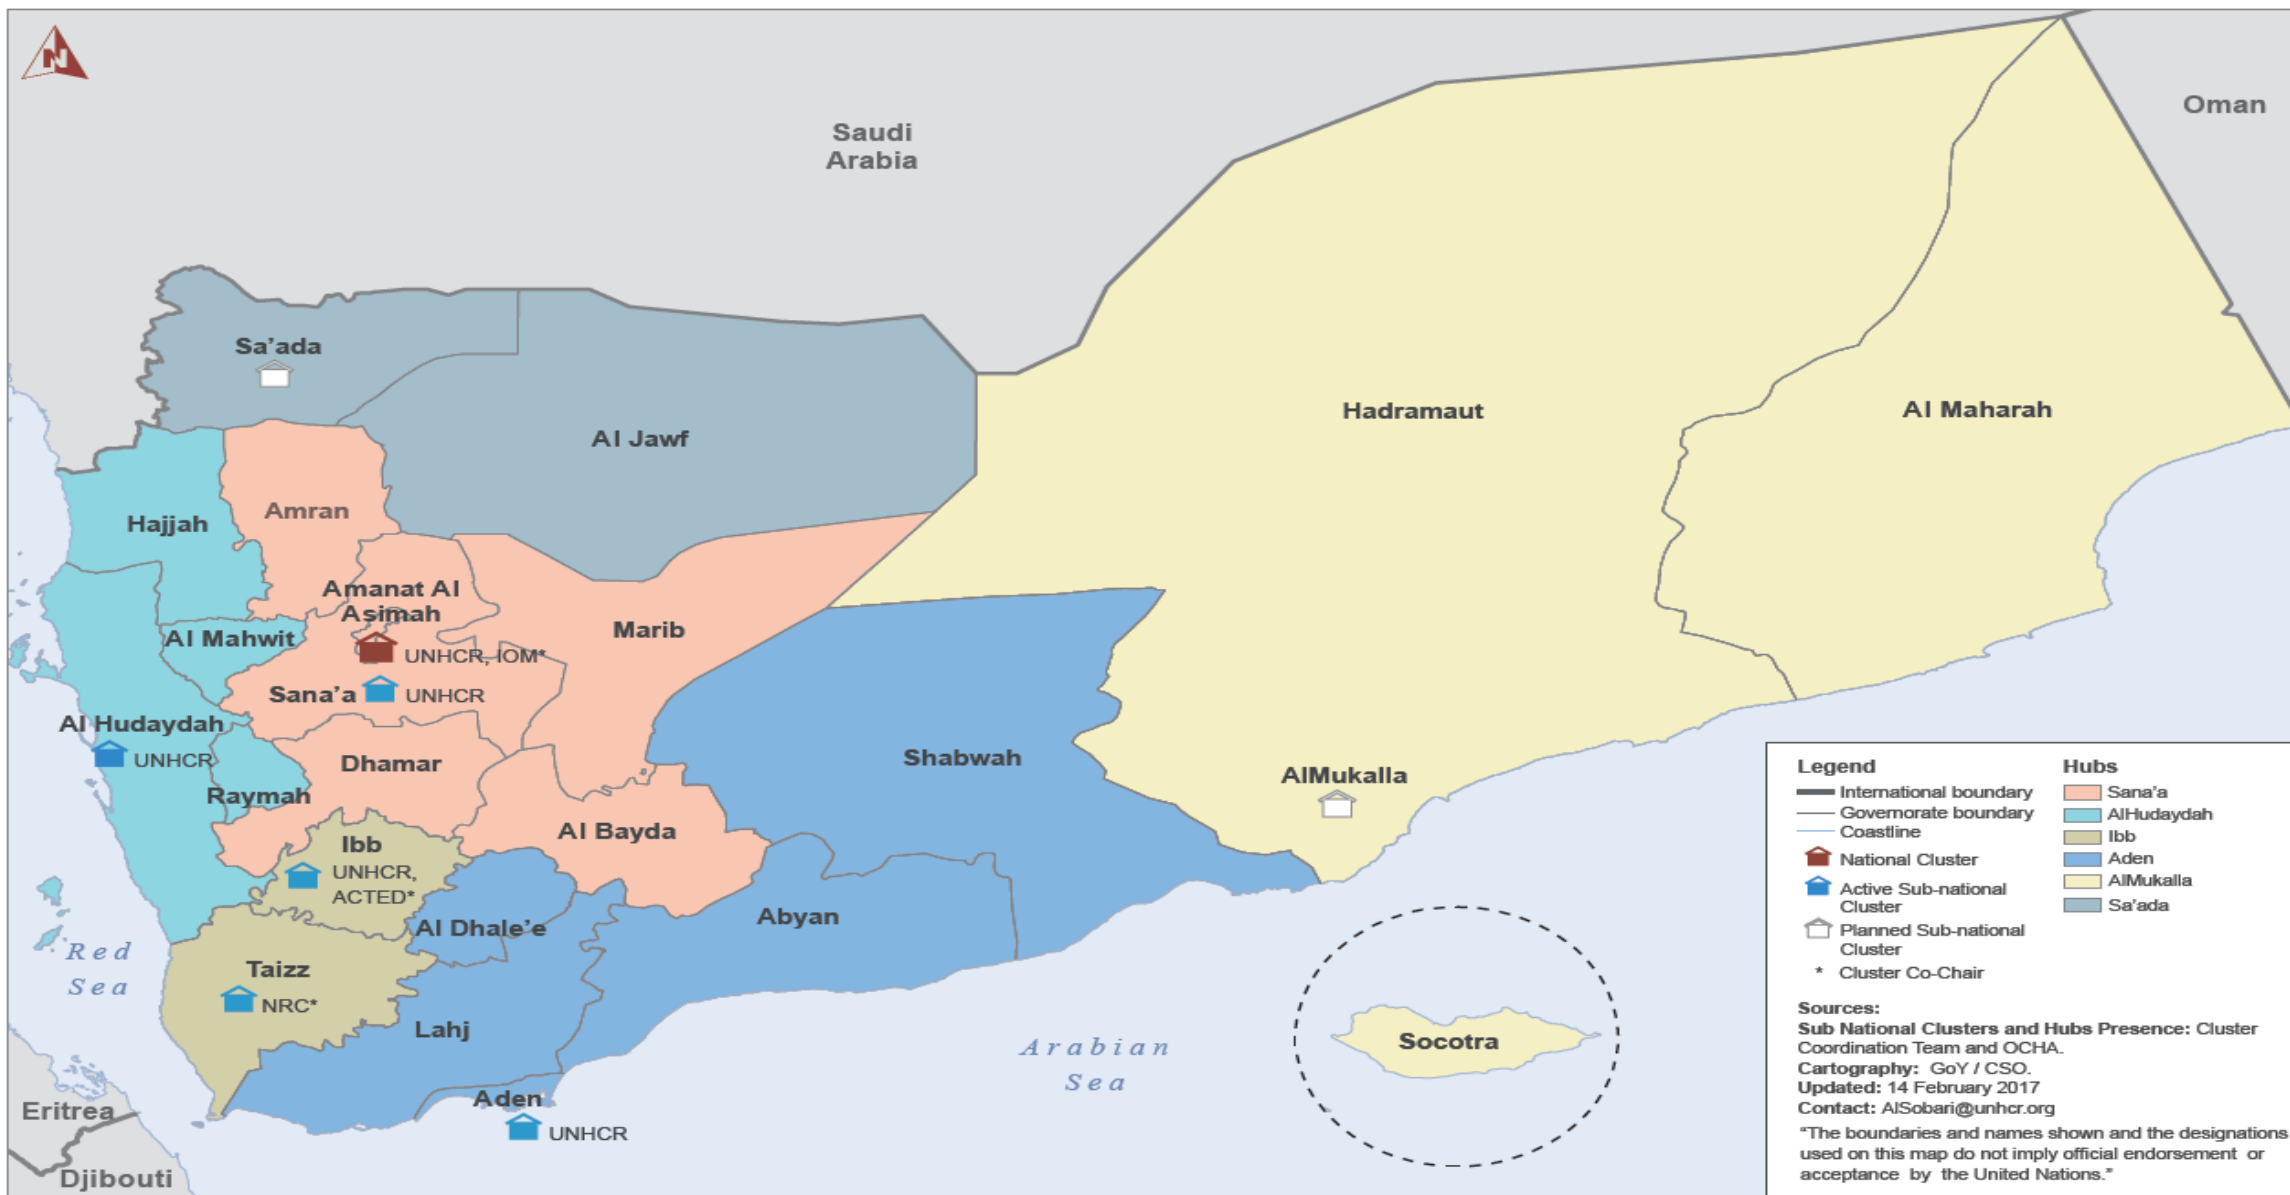 N
Saudi
Arabia
Oman
Sa'ada
Al Jawf
Hadramaut
Al Maharah
Hajjah
Amran
Amanat Al
Asimah
UNHCR, IOM*
Al Mahwit
Marib
Sana'a
UNHCR
Al Hudaydah
UNHCR
Dhamar
Shabwah
Raymah
AlMukalla
Al Bayda
Ibb
UNHCR,
ACTED*
Al Dhale'e
Abyan
Red
Sea
Taizz
NRC*
Lahj
Arabian
Sea
Socotra
Aden
UNHCR
Eritrea
Djibouti
Legend
International boundary
Governorate boundary
Coastline
National Cluster
Active Sub-national
Cluster
Planned Sub-national
Cluster
* Cluster Co-Chair
Hubs
Sana'a
AlHudaydah
Ibb
Aden
AlMukalla
Sa'ada
Sources:
Sub National Clusters and Hubs Presence: Cluster
Coordination Team and OCHA.
Cartography: GoY / CSO.
Updated: 14 February 2017
Contact: AlSobari@unhcr.org
"The boundaries and names shown and the designations
used on this map do not imply official endorsement or
acceptance by the United Nations."